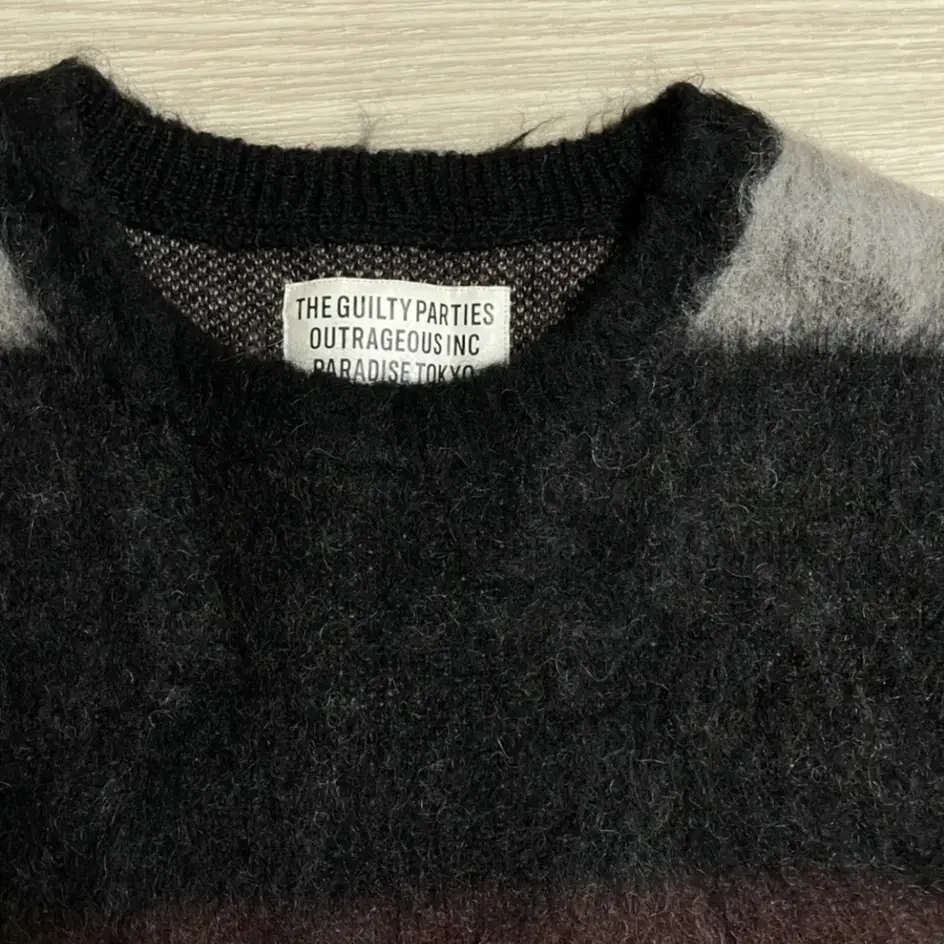 THE GUILTY PARTIES
OUTRAGEOUS INC
PARADISE TOKYO